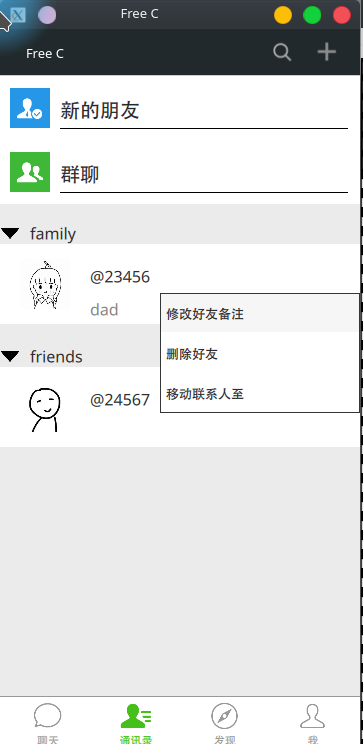 Free C
Free C
新的朋友
群聊
family
@23456
dad
修改好友备注
删除好友
移动联系人至
friends
@24567
聊天
通讯录
发现
我